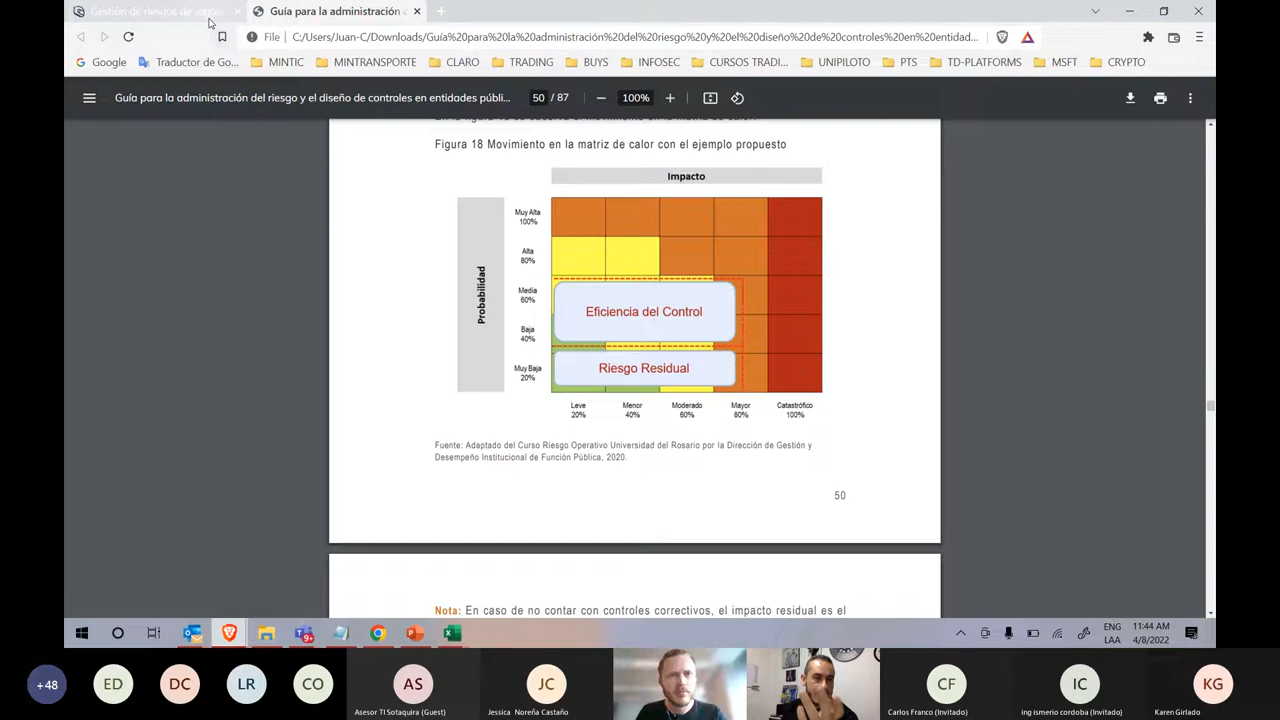 Gestión de riesgos de segur
Guía para la administración d
File
C:/Users/Juan-C/Downloads/Guía%20para%20la%20administración%20del%20riesgo%20y%20el%20diseño%20de%20controles%20en%20entidad...
Google
Traductor de Go...
MINTIC
MINTRANSPORTE
CLARO
TRADING
BUYS
INFOSEC
CURSOS TRADI...
UNIPILOTO
PTS
TD-PLATFORMS
MSFT
CRYPTO
Guía para la administración del riesgo y el diseño de controles en entidades públi...
50 / 87
100%
Figura 18 Movimiento en la matriz de calor con el ejemplo propuesto
Impacto
Probabilidad
Muy Alta
100%
Alta
80%
Media
60%
Baja
40%
Muy Baja
20%
Eficiencia del Control
Riesgo Residual
Leve
20%
Menor
40%
Moderado
60%
Mayor
80%
Catastrófico
100%
Fuente: Adaptado del Curso Riesgo Operativo Universidad del Rosario por la Dirección de Gestión y
Desempeño Institucional de Función Pública, 2020.
50
Nota: En caso de no contar con controles correctivos, el impacto residual es el
9+
ENG
LAA
11:44 AM
4/8/2022
+48
ED
DC
LR
CO
AS
Asesor TI Sotaquira (Guest)
JC
Jessica Noreña Castaño
CF
Carlos Franco (Invitado)
IC
ing ismerio cordoba (Invitado)
KG
Karen Girlado